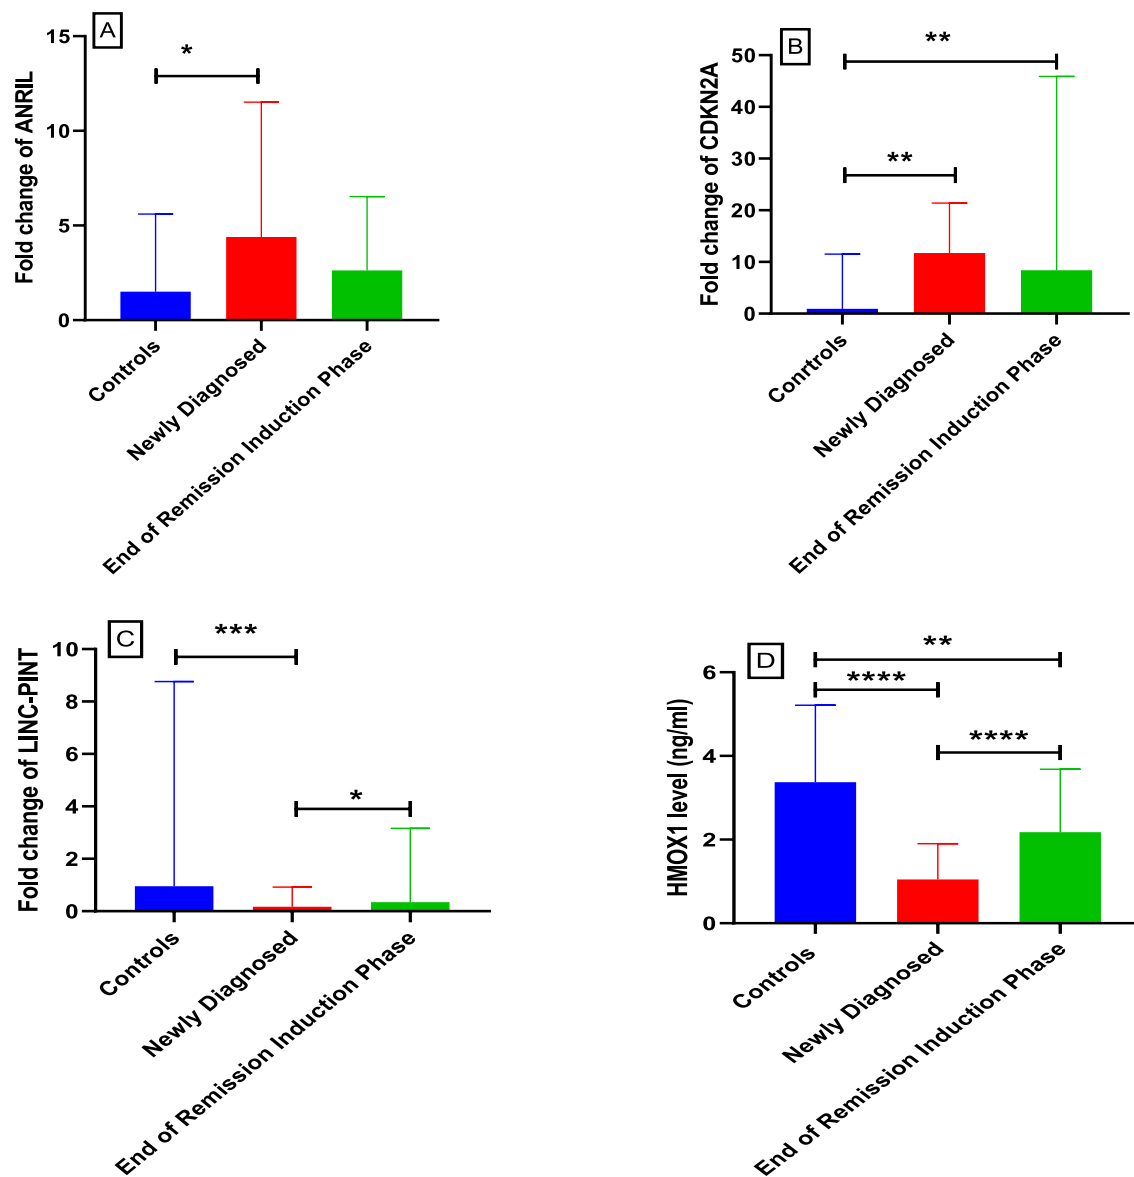 A
Fold change of ANRIL
15
10
5
0
*
Controls
Newly Diagnosed
End of Remission Induction Phase
B
Fold change of CDKN2A
50
40
30
20
10
0
**
**
Conrtrols
Newly Diagnosed
End of Remission Induction Phase
C
Fold change of LINC-PINT
10
8
6
4
2
0
***
*
Controls
Newly Diagnosed
End of Remission Induction Phase
D
HMOX1 level (ng/ml)
6
4
2
0
**
****
****
Controls
Newly Diagnosed
End of Remission Induction Phase